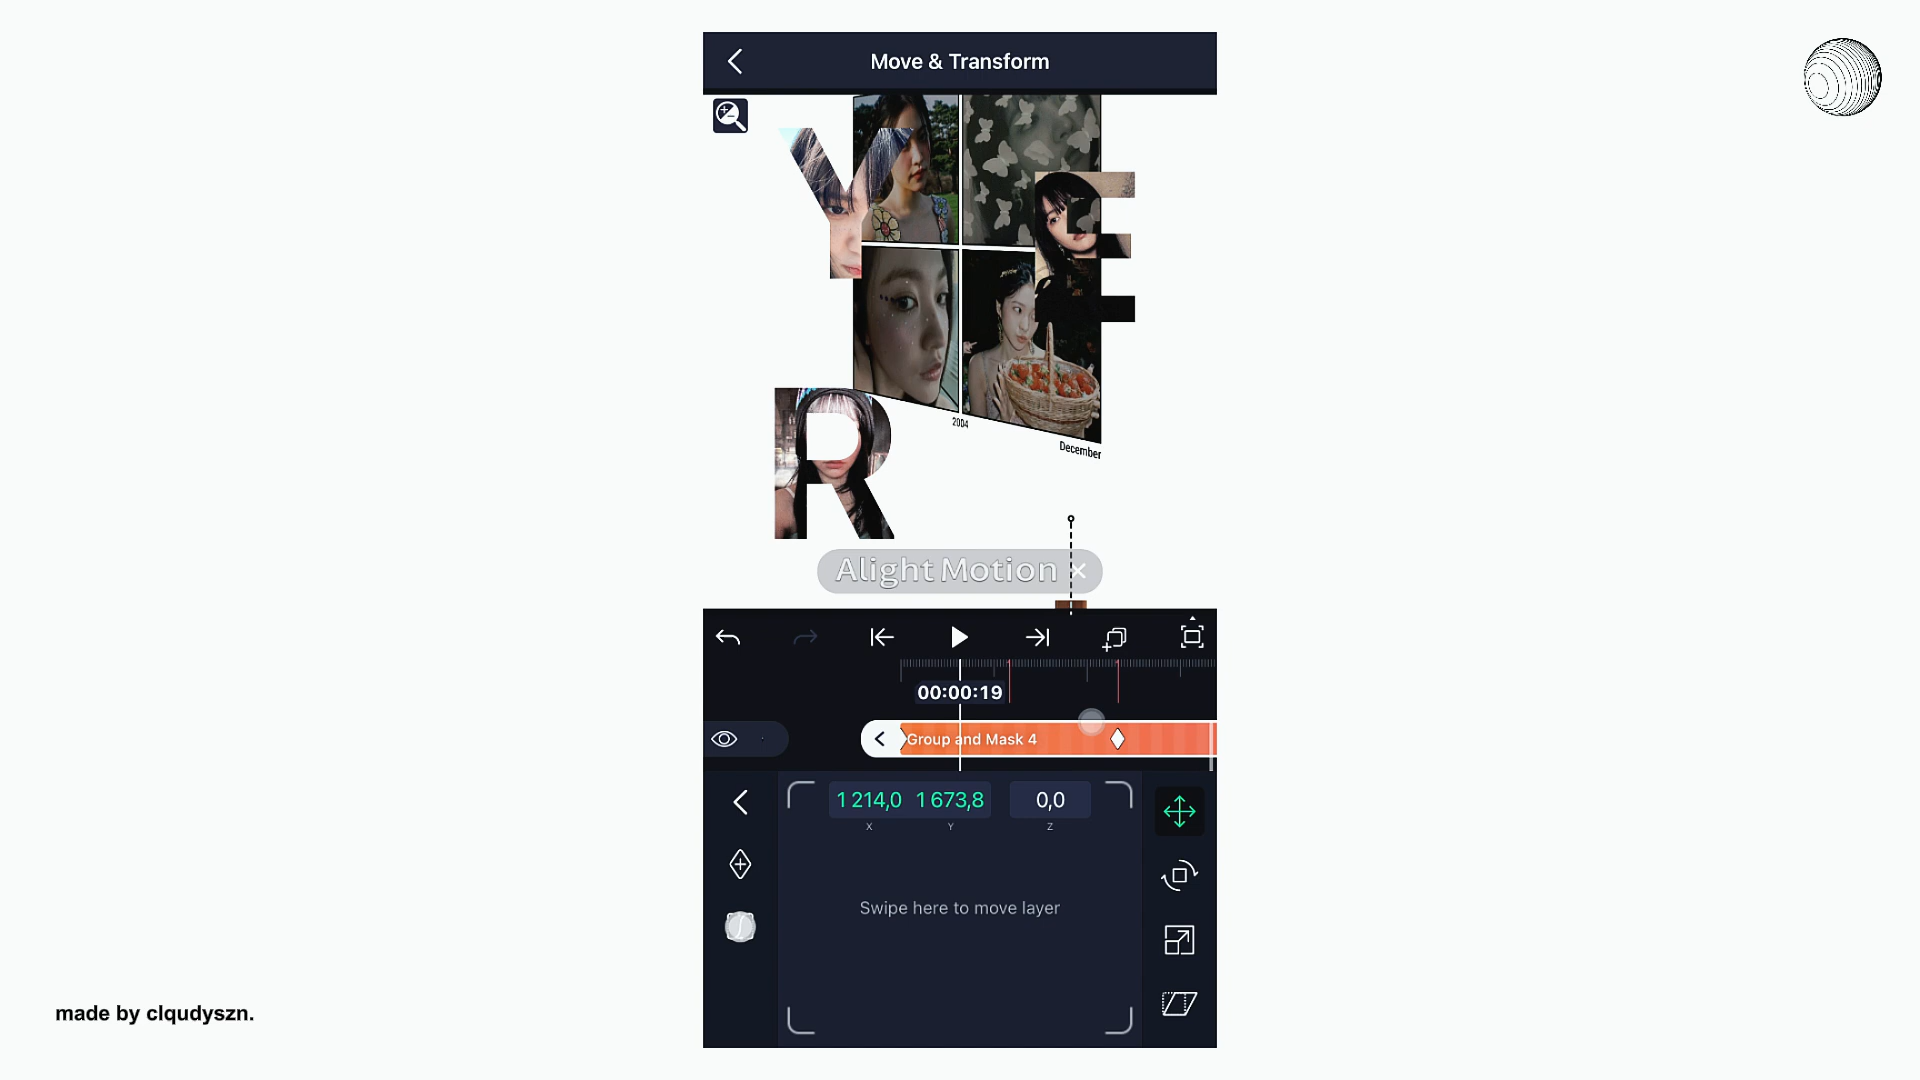 Move & Transform
Y
E
R
2004
December
Alight Motion
00:00:19
Group and Mask 4
1 214,0 1 673,8 0,0
X Y Z
Swipe here to move layer
made by clqudyszn.